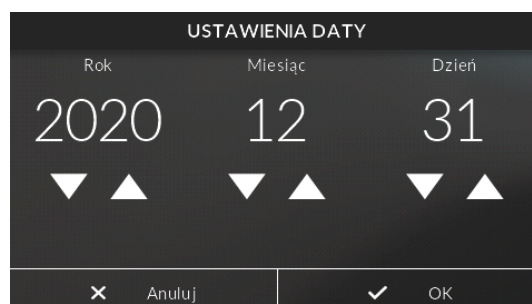 USTAWIENIA DATY
Rok Miesiąc Dzień
2020 12 31
Anuluj OK